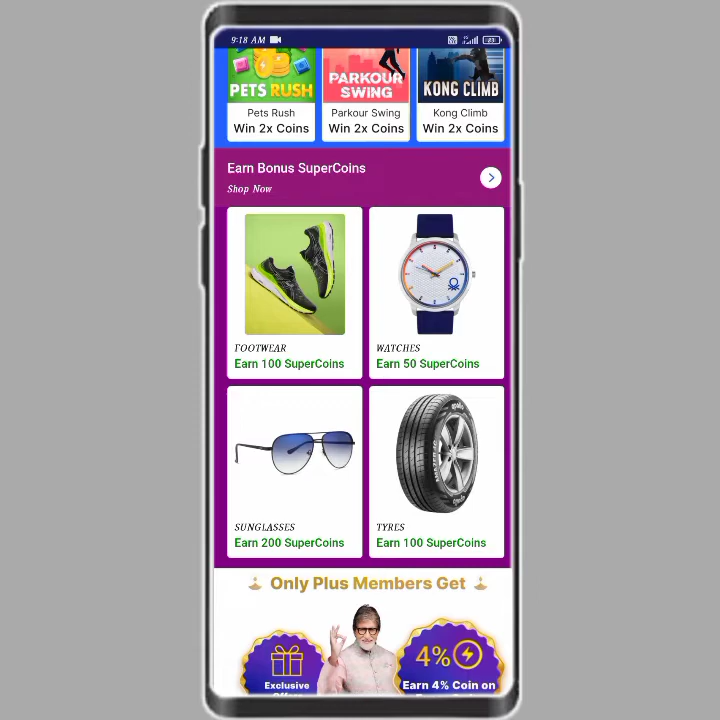 9:18 AM
PETS RUSH
PARKOUR
SWING
KONG CLIMB
Pets Rush
Parkour Swing
Kong Climb
Win 2x Coins
Win 2x Coins
Win 2x Coins
Earn Bonus SuperCoins
Shop Now
FOOTWEAR
WATCHES
Earn 100 SuperCoins
Earn 50 SuperCoins
SUNGLASSES
TYRES
Earn 200 SuperCoins
Earn 100 SuperCoins
Only Plus Members Get
4%
Exclusive
Earn 4% Coin on